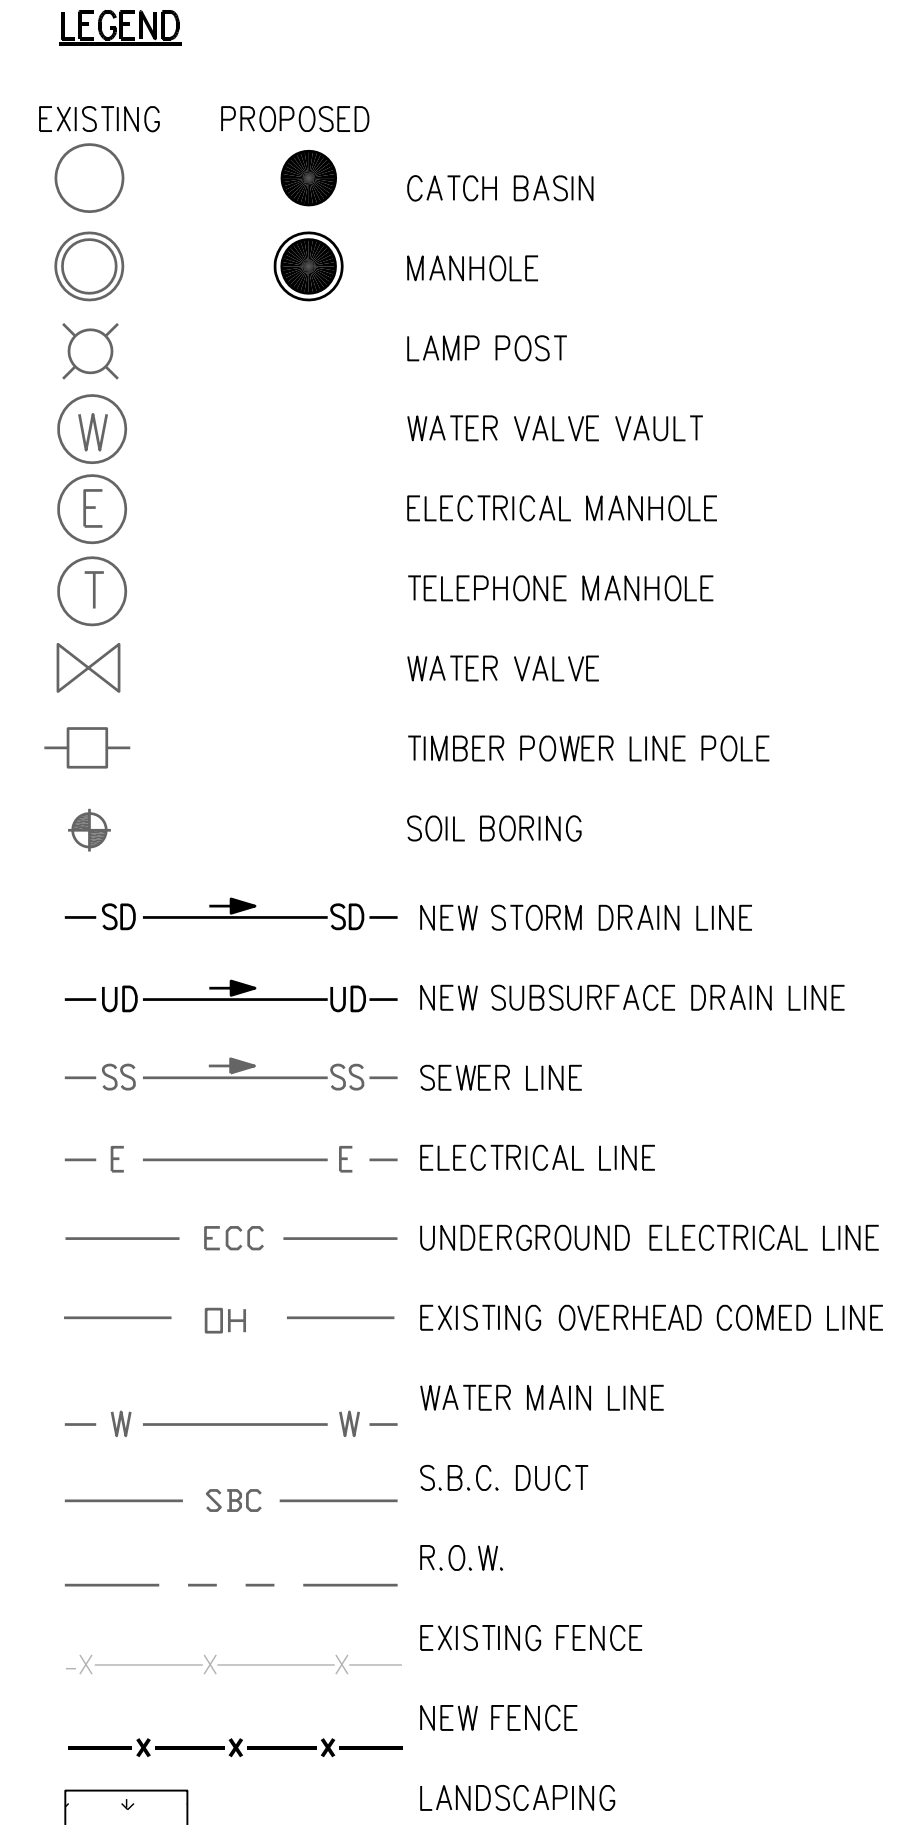 LEGEND
EXISTING PROPOSED
CATCH BASIN
MANHOLE
LAMP POST
W WATER VALVE VAULT
E ELECTRICAL MANHOLE
T TELEPHONE MANHOLE
WATER VALVE
TIMBER POWER LINE POLE
SOIL BORING
SD SD NEW STORM DRAIN LINE
UD UD NEW SUBSURFACE DRAIN LINE
SS SS SEWER LINE
E E ELECTRICAL LINE
ECC UNDERGROUND ELECTRICAL LINE
OH EXISTING OVERHEAD COMED LINE
W W WATER MAIN LINE
SBC S.B.C. DUCT
R.O.W.
X X X EXISTING FENCE
X X X NEW FENCE
LANDSCAPING